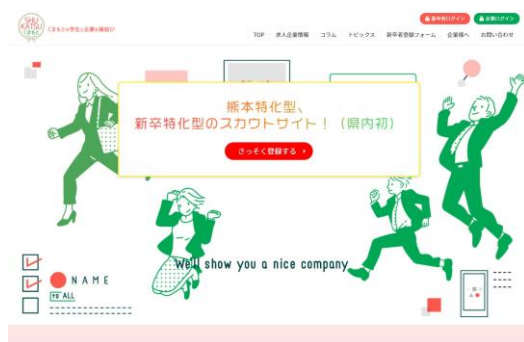 SHU
KATSU
くまもと
くまもとの学生と企業を縁結び
新卒者ログイン
企業ログイン
TOP 求人企業情報 コラム トピックス 新卒者登録フォーム 企業様へ お問い合わせ
熊本特化型、
新卒特化型のスカウトサイト！（県内初）
さっそく登録する
We'll show you a nice company
NAME
to ALL